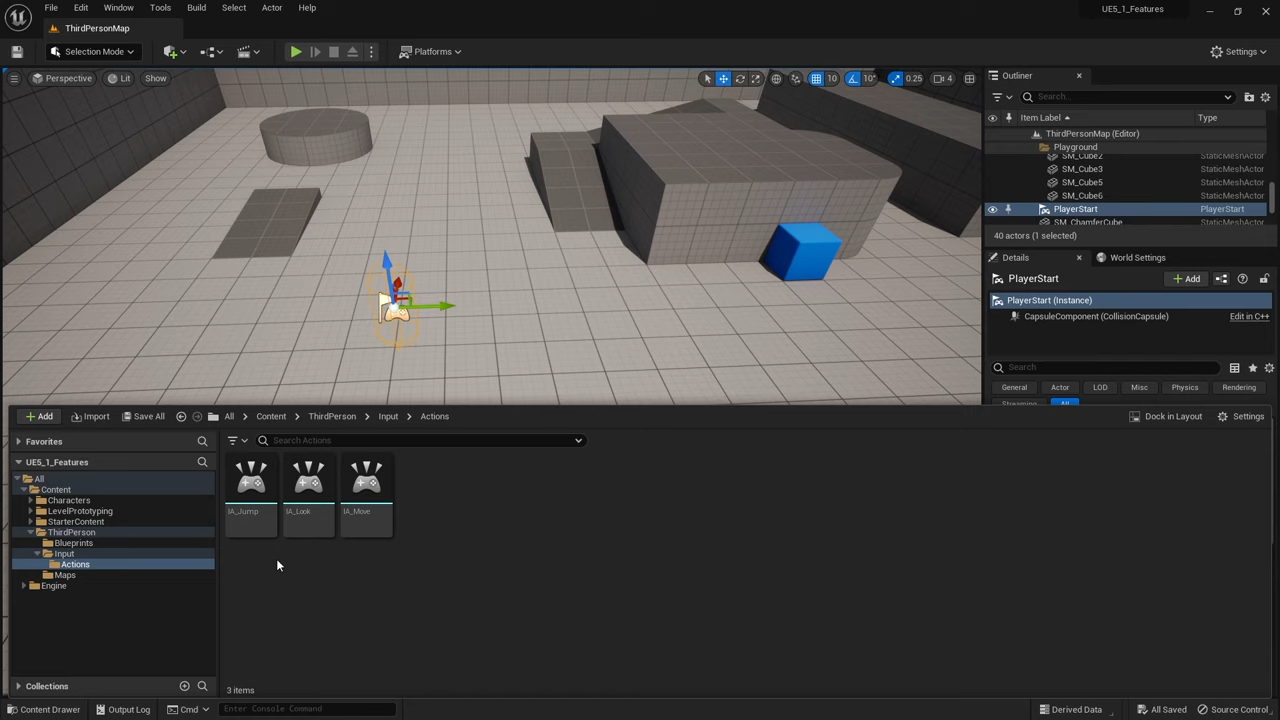 File Edit Window Tools Build Select Actor Help
UE5_1_Features
ThirdPersonMap
Selection Mode
Platforms
Settings
Perspective
Lit
Show
10
10°
0.25
4
Outliner
Search...
Item Label
Type
ThirdPersonMap (Editor)
Playground
SM_Cube2 StaticMeshActor
SM_Cube3 StaticMeshActor
SM_Cube5 StaticMeshActor
SM_Cube6 StaticMeshActor
PlayerStart PlayerStart
SM_ChamferCube StaticMeshActor
40 actors (1 selected)
Details
World Settings
PlayerStart
+ Add
PlayerStart (Instance)
CapsuleComponent (CollisionCapsule) Edit in C++
Search
General Actor LOD Misc Physics Rendering
Streaming All
+ Add Import Save All All > Content > ThirdPerson > Input > Actions
Dock in Layout Settings
Favorites
UE5_1_Features
All
Content
Characters
LevelPrototyping
StarterContent
ThirdPerson
Blueprints
Input
Actions
Maps
Engine
Collections
Search Actions
IA_Jump IA_Look IA_Move
3 items
Content Drawer Output Log Cmd Enter Console Command
Derived Data All Saved Source Control